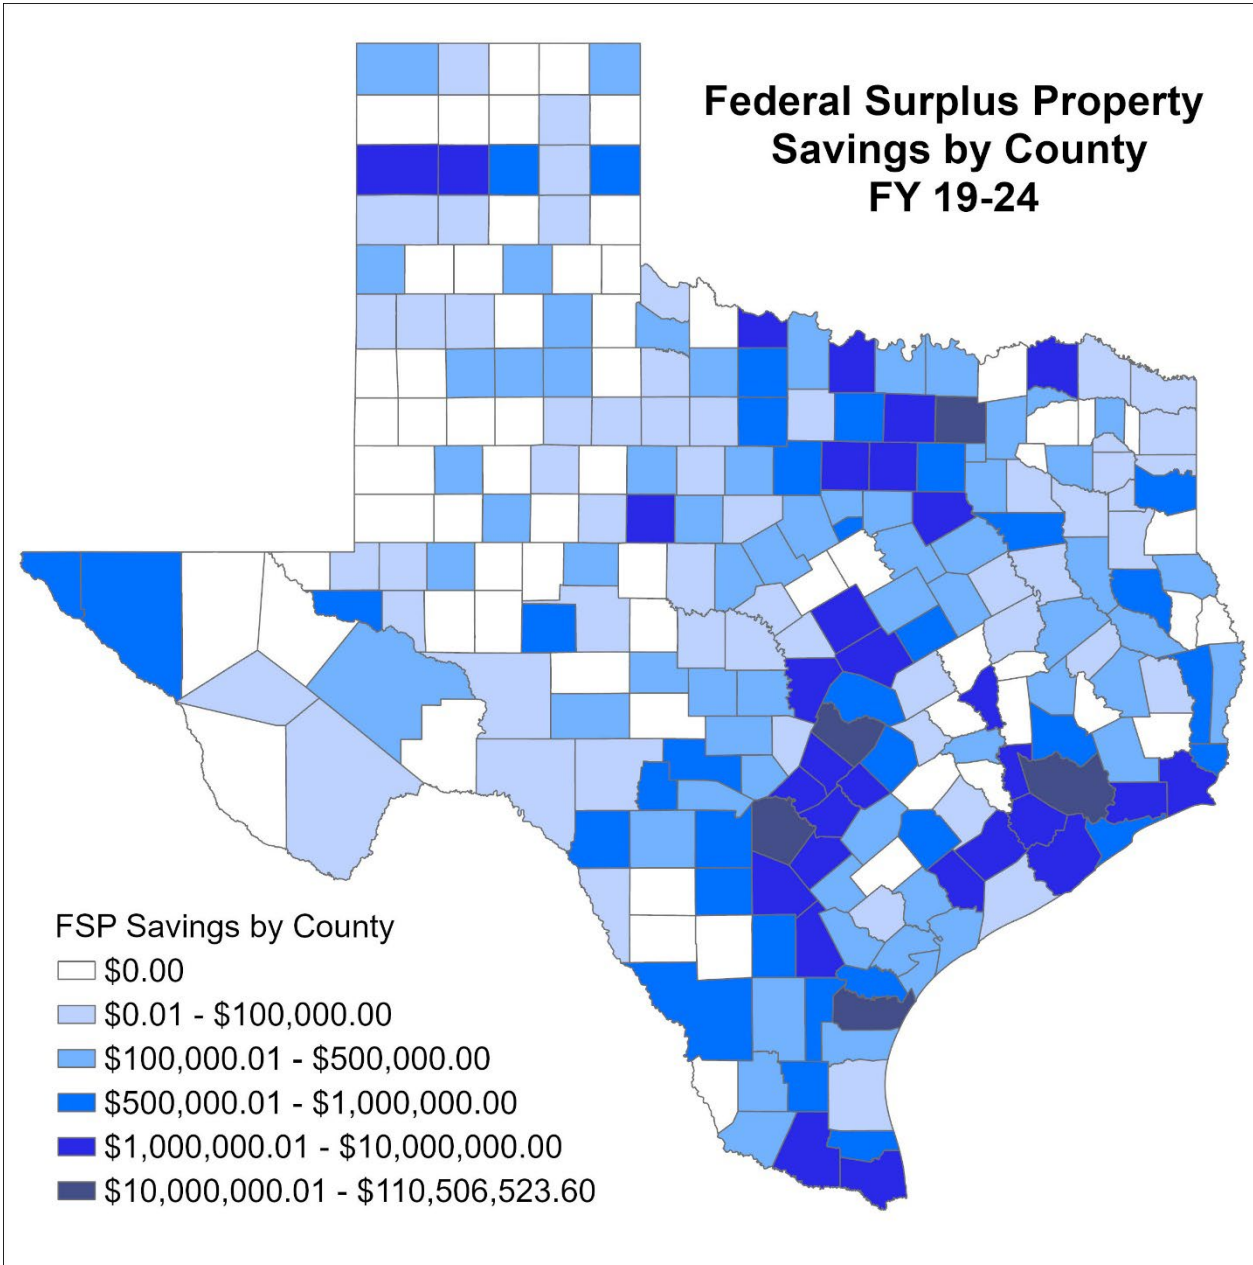 Federal Surplus Property
Savings by County
FY 19-24
FSP Savings by County
$0.00
$0.01 - $100,000.00
$100,000.01 - $500,000.00
$500,000.01 - $1,000,000.00
$1,000,000.01 - $10,000,000.00
$10,000,000.01 - $110,506,523.60